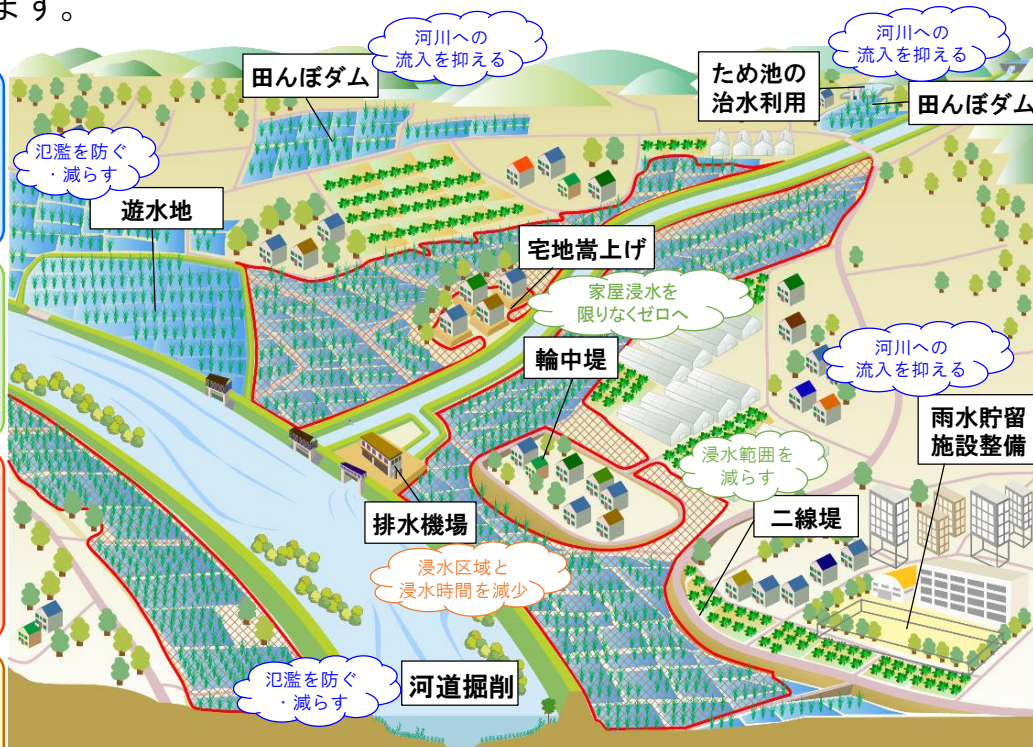 ます。
河川への
流入を抑える
田んぼダム
河川への
流入を抑える
ため池の
治水利用
田んぼダム
氾濫を防ぐ
・減らす
遊水地
宅地嵩上げ
家屋浸水を
限りなくゼロへ
輪中堤
河川への
流入を抑える
雨水貯留
施設整備
浸水範囲を
減らす
二線堤
排水機場
浸水区域と
浸水時間を減少
氾濫を防ぐ
・減らす
河道掘削